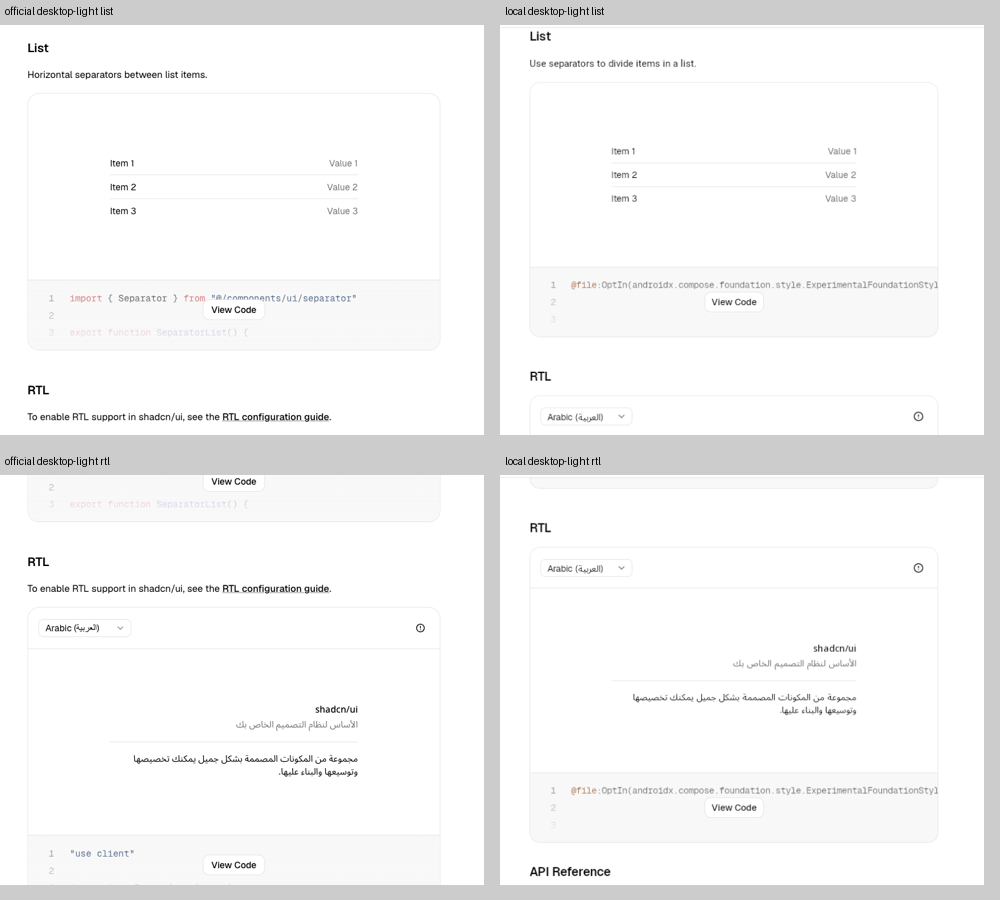 official desktop-light list
List
Horizontal separators between list items.
Item 1 Value 1
Item 2 Value 2
Item 3 Value 3
1 import { Separator } from "@/components/ui/separator"
2
View Code
3 export function SeparatorList() {
RTL
To enable RTL support in shadcn/ui, see the RTL configuration guide.
local desktop-light list
List
Use separators to divide items in a list.
Item 1 Value 1
Item 2 Value 2
Item 3 Value 3
1 @file:OptIn(androidx.compose.foundation.style.ExperimentalFoundationStyl
2 View Code
3
RTL
Arabic (العربية)
official desktop-light rtl
2 View Code
3 export function SeparatorList() {
RTL
To enable RTL support in shadcn/ui, see the RTL configuration guide.
Arabic (العربية)
shadcn/ui
الأساس لنظام التصميم الخاص بك
مجموعة من المكونات المصممة بشكل جميل يمكنك تخصيصها
وتوسيعها والبناء عليها.
1 "use client"
View Code
2
local desktop-light rtl
RTL
Arabic (العربية)
shadcn/ui
الأساس لنظام التصميم الخاص بك
مجموعة من المكونات المصممة بشكل جميل يمكنك تخصيصها
وتوسيعها والبناء عليها.
1 @file:OptIn(androidx.compose.foundation.style.ExperimentalFoundationStyl
2 View Code
3
API Reference